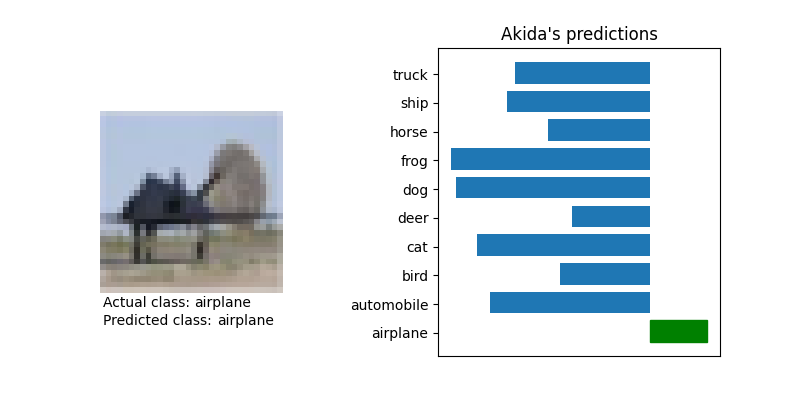 Akida's predictions
truck
ship
horse
frog
dog
deer
cat
bird
automobile
airplane
Actual class: airplane
Predicted class: airplane